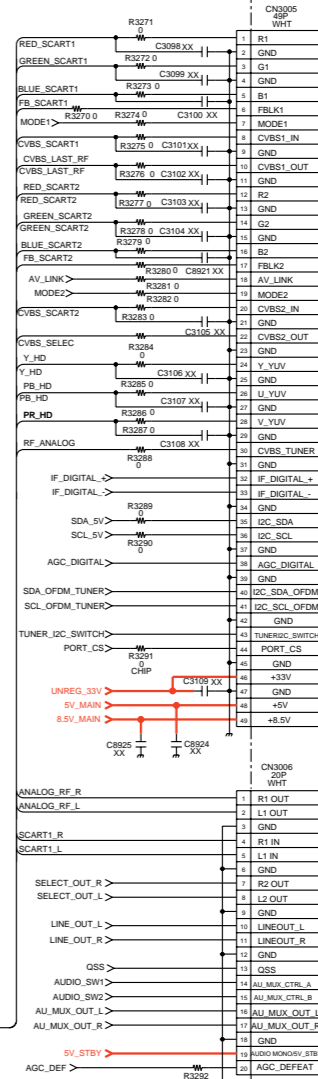 CN3005
49P
WHT
R3271
0
RED_SCART1
C3098 XX
1 R1
2 GND
GREEN_SCART1
R3272 0
C3099 XX
3 G1
4 GND
BLUE_SCART1
R3273 0
5 B1
FB_SCART1
R3270 0
C3100 XX
6 FBLK1
MODE1
R3274 0
7 MODE1
CVBS_SCART1
R3275 0
C3101XX
8 CVBS1_IN
9 GND
CVBS_LAST_RF
CVBS_LAST_RF
R3276 0
C3102 XX
10 CVBS1_OUT
11 GND
RED_SCART2
RED_SCART2
R3277 0
C3103 XX
12 R2
13 GND
GREEN_SCART2
GREEN_SCART2
R3278 0
C3104 XX
14 G2
15 GND
BLUE_SCART2
R3279 0
16 B2
FB_SCART2
R3280 0
C8921 XX
17 FBLK2
AV_LINK
R3281 0
18 AV_LINK
MODE2
R3282 0
19 MODE2
CVBS_SCART2
R3283 0
C3105 XX
20 CVBS2_IN
21 GND
CVBS_SELEC
R3284
0
22 CVBS2_OUT
23 GND
Y_HD
Y_HD
C3106 XX
24 Y_YUV
25 GND
PB_HD
PB_HD
R3285 0
C3107 XX
26 U_YUV
27 GND
PR_HD
R3286 0
R3287 0
C3108 XX
28 V_YUV
29 GND
RF_ANALOG
R3288
0
30 CVBS_TUNER
31 GND
IF_DIGITAL_+
32 IF_DIGITAL_+
IF_DIGITAL_-
33 IF_DIGITAL_-
34 GND
R3289
0
SDA_5V
35 I2C_SDA
SCL_5V
36 I2C_SCL
R3290
0
37 GND
AGC_DIGITAL
38 AGC_DIGITAL
39 GND
SDA_OFDM_TUNER
40 I2C_SDA_OFDM
SCL_OFDM_TUNER
41 I2C_SCL_OFDM
42 GND
TUNER_I2C_SWITCH
43 TUNERI2C_SWITCH
PORT_CS
44 PORT_CS
R3291
0
CHIP
45 GND
46 +33V
UNREG_33V
C3109 XX
47 GND
5V_MAIN
48 +5V
8.5V_MAIN
49 +8.5V
C8925
XX
C8924
XX
CN3006
20P
WHT
ANALOG_RF_R
1 R1 OUT
ANALOG_RF_L
2 L1 OUT
3 GND
SCART1_R
4 R1 IN
SCART1_L
5 L1 IN
6 GND
SELECT_OUT_R
7 R2 OUT
SELECT_OUT_L
8 L2 OUT
9 GND
LINE_OUT_L
10 LINEOUT_L
LINE_OUT_R
11 LINEOUT_R
12 GND
QSS
13 QSS
AUDIO_SW1
14 AU_MUX_CTRL_A
AUDIO_SW2
15 AU_MUX_CTRL_B
AU_MUX_OUT_L
16 AU_MUX_OUT_L
AU_MUX_OUT_R
17 AU_MUX_OUT_R
18 GND
5V_STBY
19 AUDIO MONO/5V_STB
AGC_DEF
R3292
20 AGC_DEFEAT